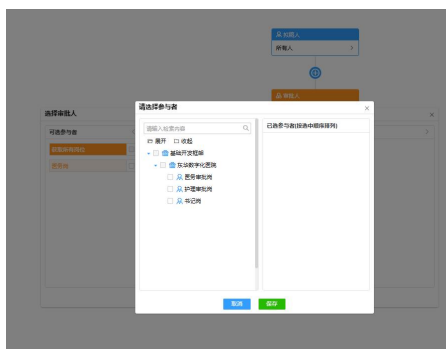 发起人
所有人
审批人
选择审批人
可选参与者
请选择参与者
请输入检索内容
展开 收起
基础开发框架
东华数字化医院
医务审批岗
护理审批岗
书记岗
已选参与者(按选中顺序排列)
取消 保存